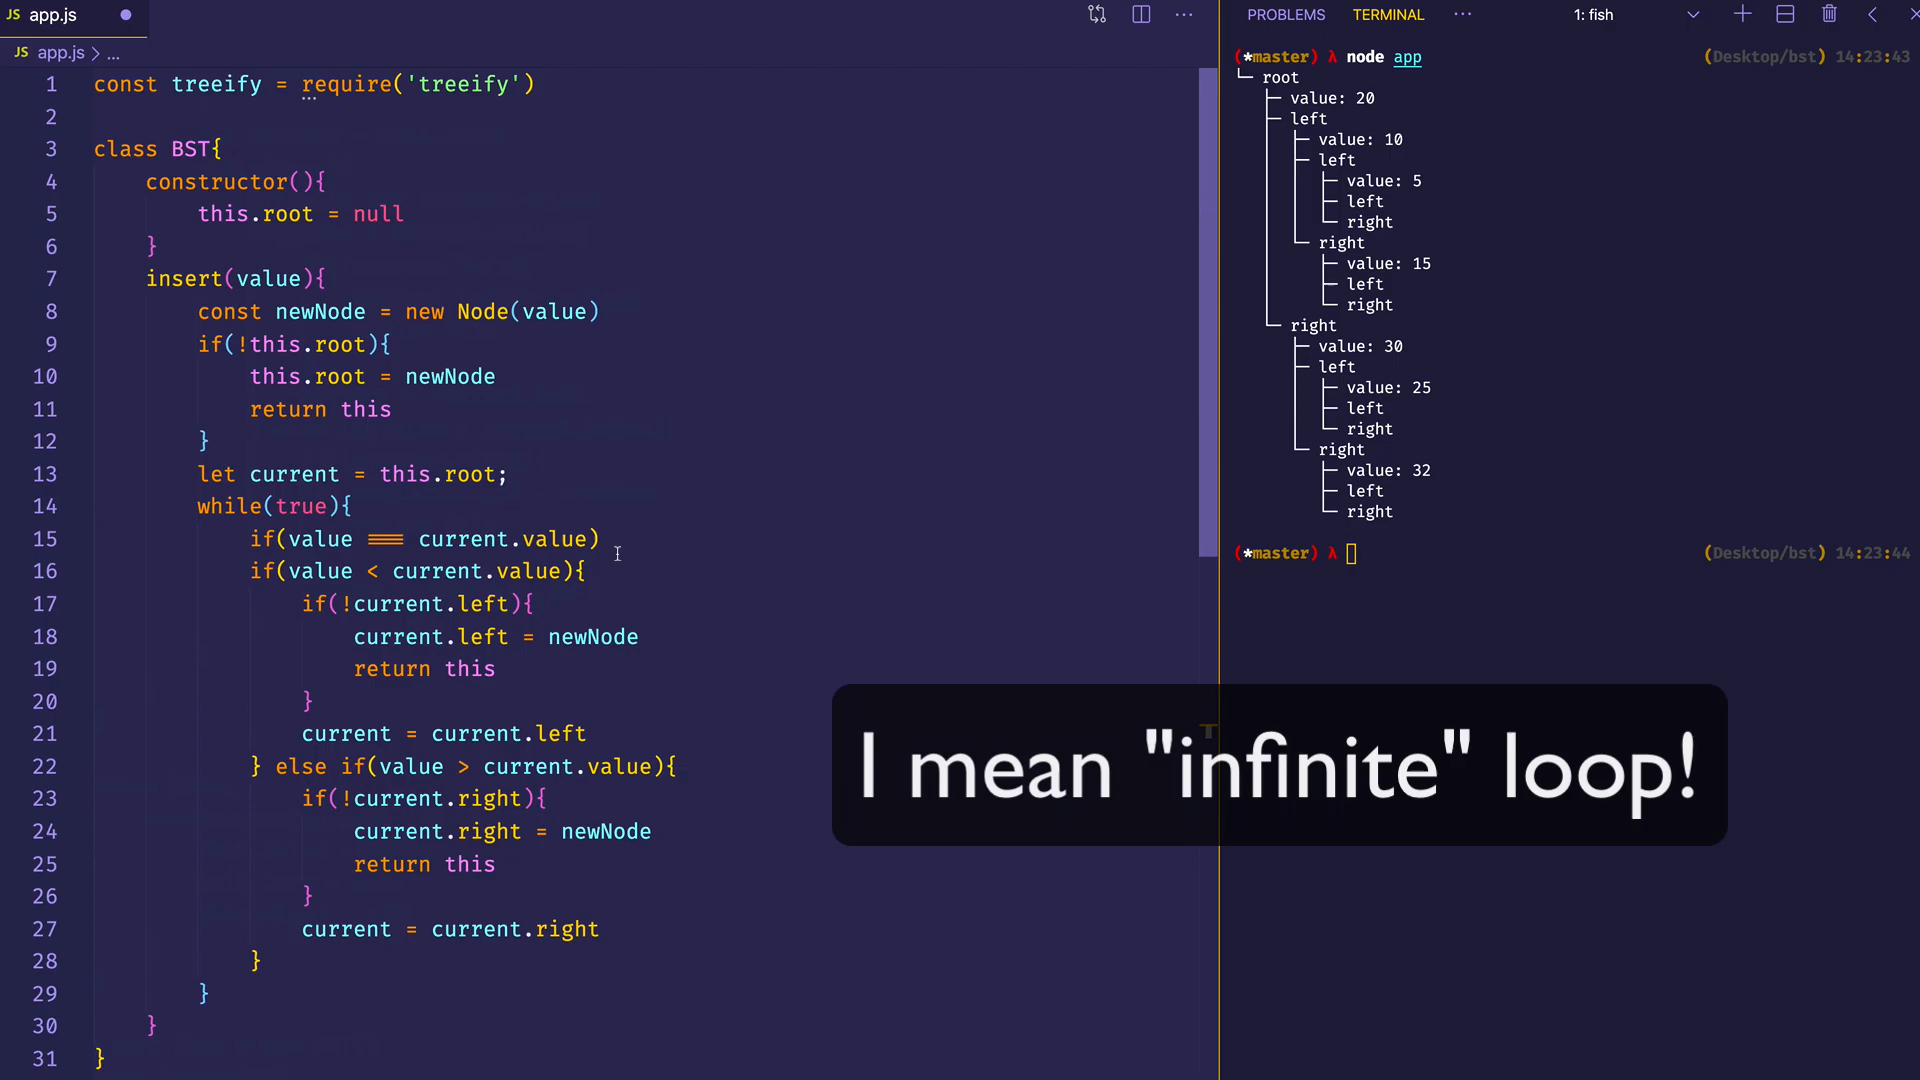 JS app.js
PROBLEMS TERMINAL ··· 1: fish
JS app.js > ...
1 const treeify = require('treeify')
2
3 class BST{
4 constructor(){
5 this.root = null
6 }
7 insert(value){
8 const newNode = new Node(value)
9 if(!this.root){
10 this.root = newNode
11 return this
12 }
13 let current = this.root;
14 while(true){
15 if(value === current.value)
16 if(value < current.value){
17 if(!current.left){
18 current.left = newNode
19 return this
20 }
21 current = current.left
22 } else if(value > current.value){
23 if(!current.right){
24 current.right = newNode
25 return this
26 }
27 current = current.right
28 }
29 }
30 }
31 }
(*master) λ node app (Desktop/bst) 14:23:43
└─ root
├─ value: 20
├─ left
│ ├─ value: 10
│ ├─ left
│ │ ├─ value: 5
│ │ ├─ left
│ │ └─ right
│ └─ right
│ ├─ value: 15
│ ├─ left
│ └─ right
└─ right
├─ value: 30
├─ left
│ ├─ value: 25
│ ├─ left
│ └─ right
└─ right
├─ value: 32
├─ left
└─ right
(*master) λ (Desktop/bst) 14:23:44
I mean "infinite" loop!